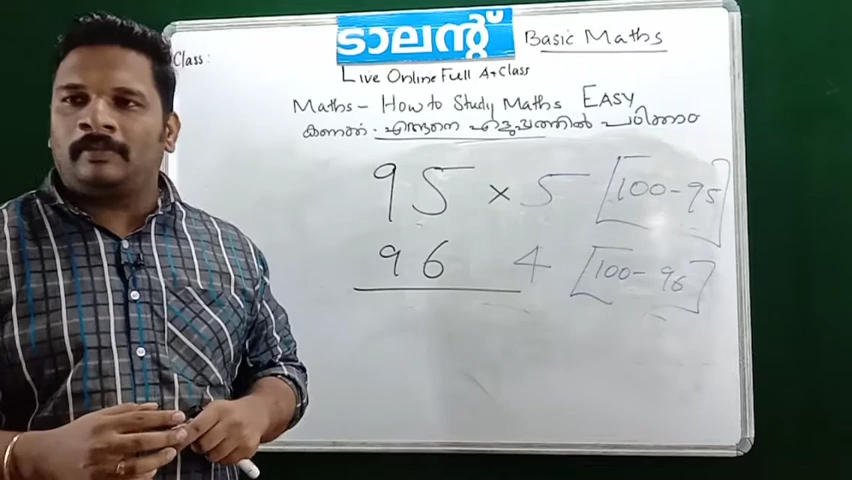 ടാലന്റ്
Class:
Basic Maths
Live Online Full A+ Class
Maths - How to Study Maths EASY
കണക്ക്. എങ്ങനെ എളുപ്പത്തിൽ പഠിക്കാം
95 × 5 [100-95]
96 4 [100-96]